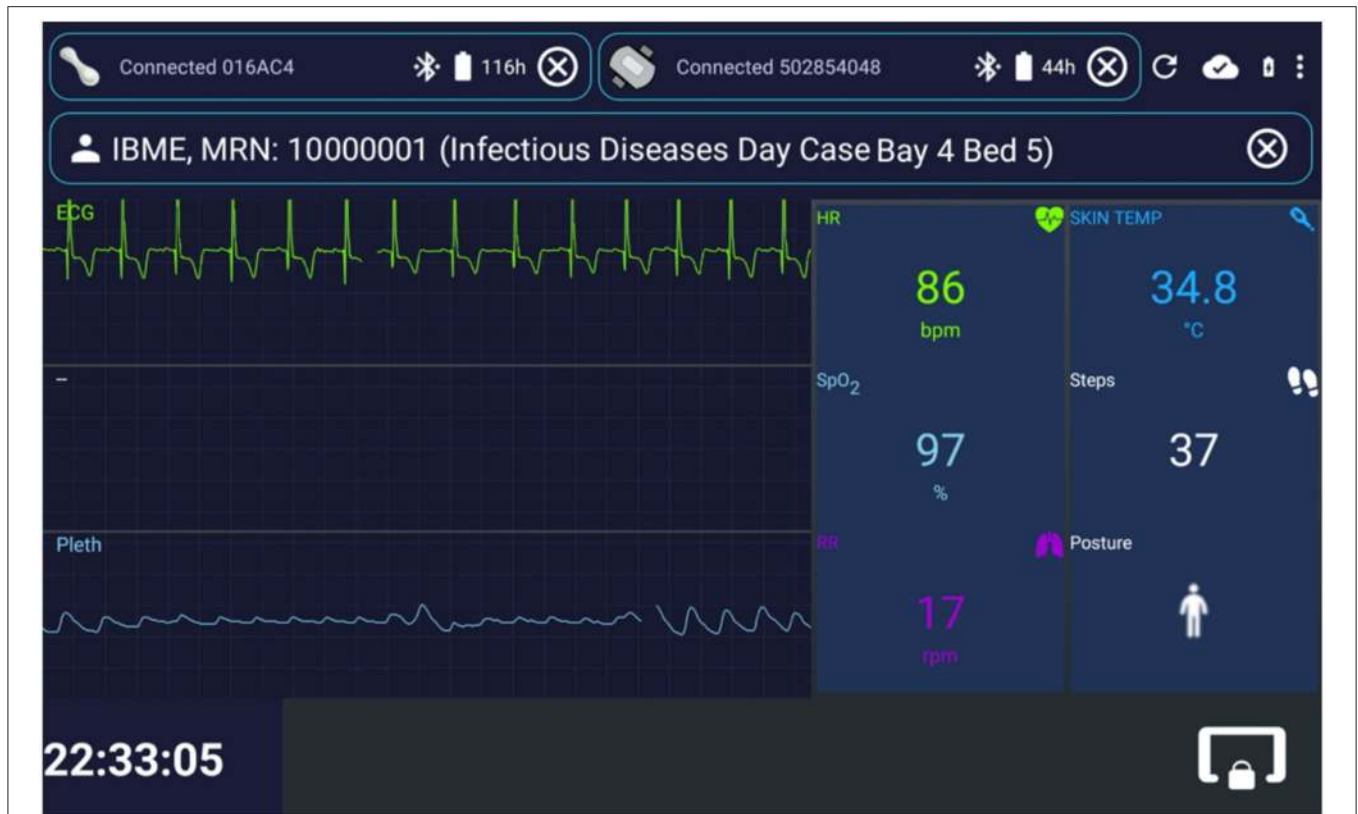 Connected 016AC4 116h
Connected 502854048 44h
IBME, MRN: 10000001 (Infectious Diseases Day Case Bay 4 Bed 5)
ECG
--
Pleth
HR
86
bpm
SKIN TEMP
34.8
°C
SpO2
97
%
Steps
37
RR
17
rpm
Posture
22:33:05